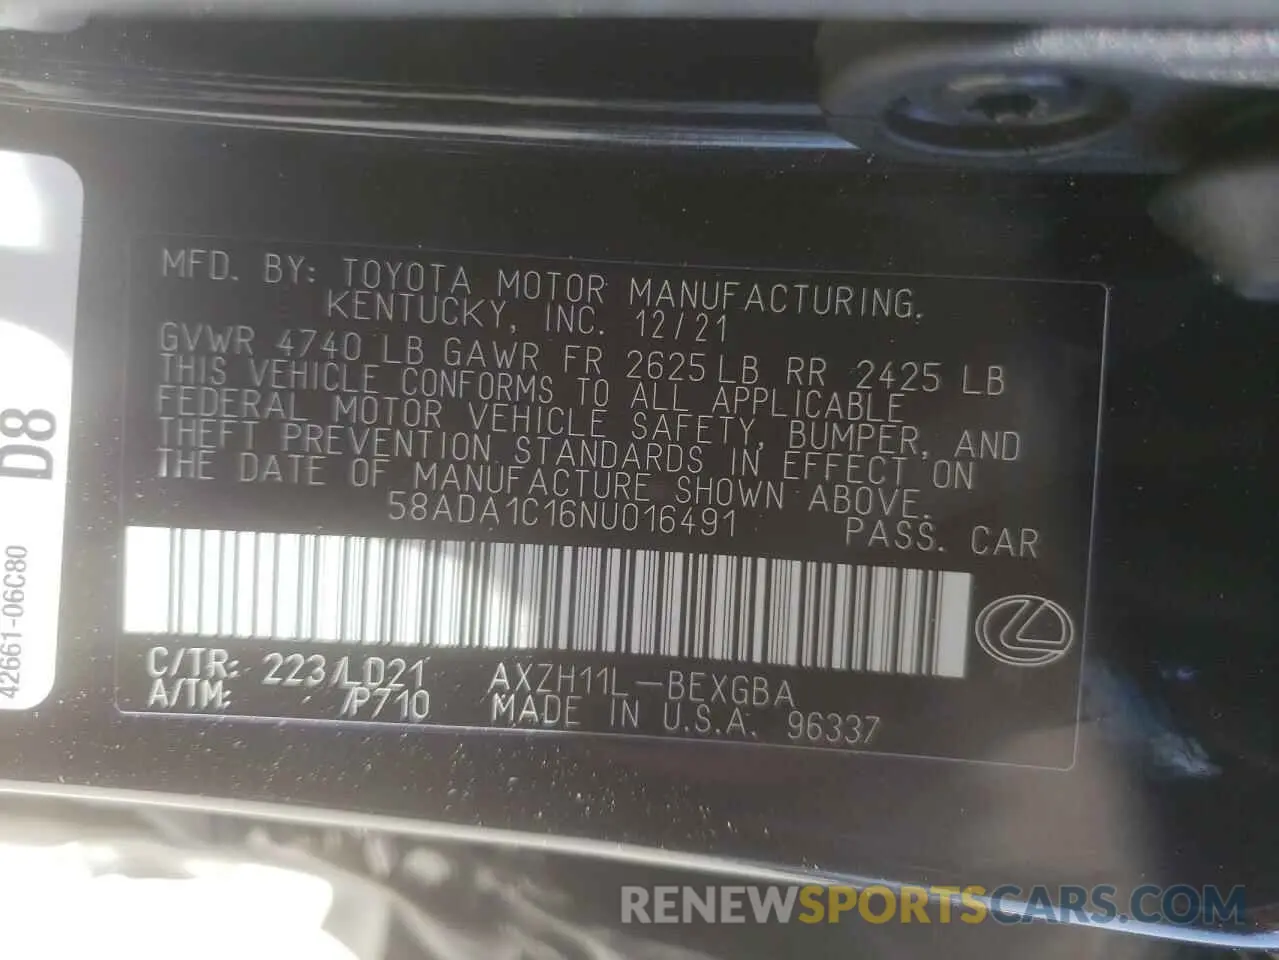 MFD. BY: TOYOTA MOTOR MANUFACTURING.
KENTUCKY, INC. 12/21
GVWR 4740 LB GAWR FR 2625 LB RR 2425 LB
THIS VEHICLE CONFORMS TO ALL APPLICABLE
FEDERAL MOTOR VEHICLE SAFETY, BUMPER, AND
THEFT PREVENTION STANDARDS IN EFFECT ON
THE DATE OF MANUFACTURE SHOWN ABOVE.
58ADA1C16NU016491 PASS. CAR
C/TR: 223/LD21 AXZH11L-BEXGBA
A/TM: /P710 MADE IN U.S.A. 96337
42661-06C80 D8
RENEWSPORTSCARS.COM